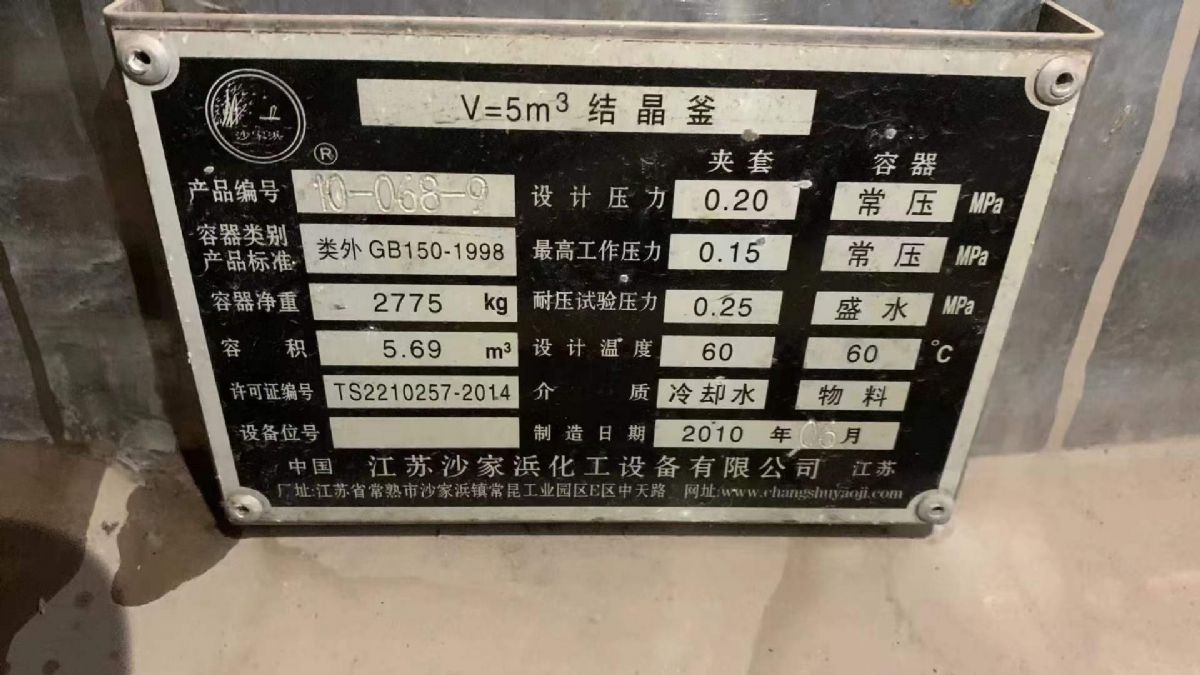 V=5m³ 结晶釜
沙家浜
®
夹套 容器
产品编号 10-068-9 设计压力 0.20 常压 MPa
容器类别
产品标准 类外 GB150-1998 最高工作压力 0.15 常压 MPa
容器净重 2775 kg 耐压试验压力 0.25 盛水 MPa
容积 5.69 m³ 设计温度 60 60 ℃
许可证编号 TS2210257-2014 介质 冷却水 物料
设备位号 制造日期 2010 年 06 月
中国 江苏沙家浜化工设备有限公司 江苏
厂址:江苏省常熟市沙家浜镇常昆工业园区E区中天路 网址:www.changshuyaoji.com